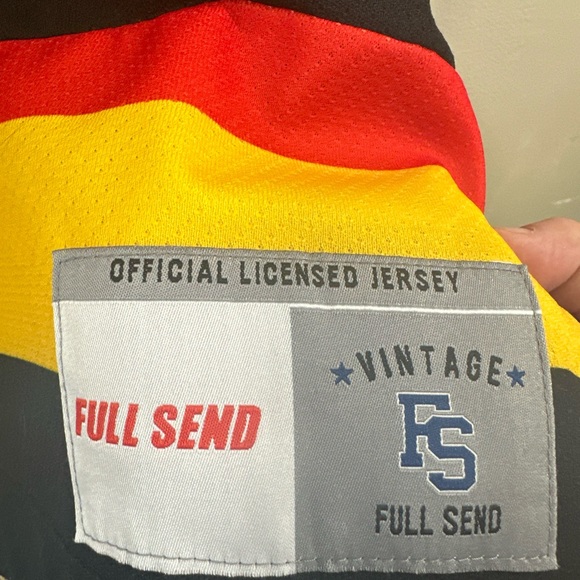 OFFICIAL LICENSED JERSEY
FULL SEND
VINTAGE
FS
FULL SEND